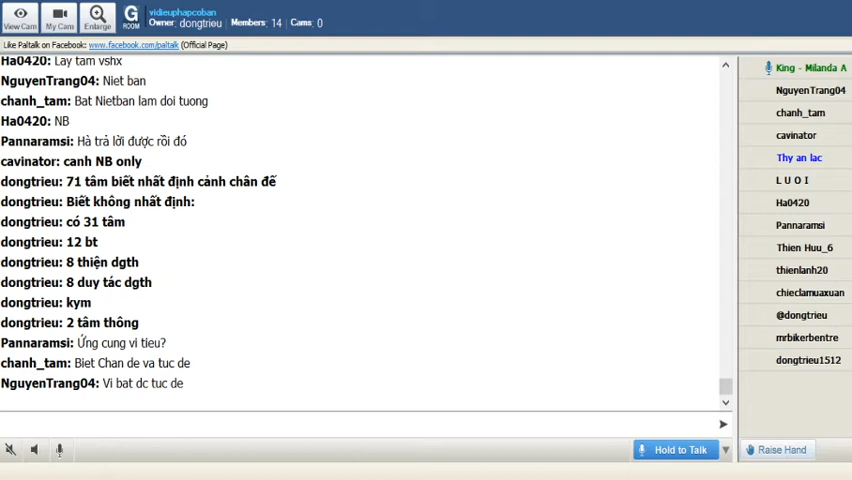 vidieuphapcoban
Owner: dongtrieu Members: 14 Cams: 0
View Cam My Cam Enlarge G ROOM
Like Paltalk on Facebook: www.facebook.com/paltalk (Official Page)
Ha0420: Lay tam vshx
NguyenTrang04: Niet ban
chanh_tam: Bat Nietban lam doi tuong
Ha0420: NB
Pannaramsi: Hà trả lời được rồi đó
cavinator: canh NB only
dongtrieu: 71 tâm biết nhất định cảnh chân đế
dongtrieu: Biết không nhất định:
dongtrieu: có 31 tâm
dongtrieu: 12 bt
dongtrieu: 8 thiện dgth
dongtrieu: 8 duy tác dgth
dongtrieu: kym
dongtrieu: 2 tâm thông
Pannaramsi: Ứng cung vi tieu?
chanh_tam: Biet Chan de va tuc de
NguyenTrang04: Vi bat dc tuc de
King - Milanda A
NguyenTrang04
chanh_tam
cavinator
Thy an lac
L U O I
Ha0420
Pannaramsi
Thien Huu_6
thienlanh20
chieclamuaxuan
@dongtrieu
mrbikerbentre
dongtrieu1512
Hold to Talk
Raise Hand